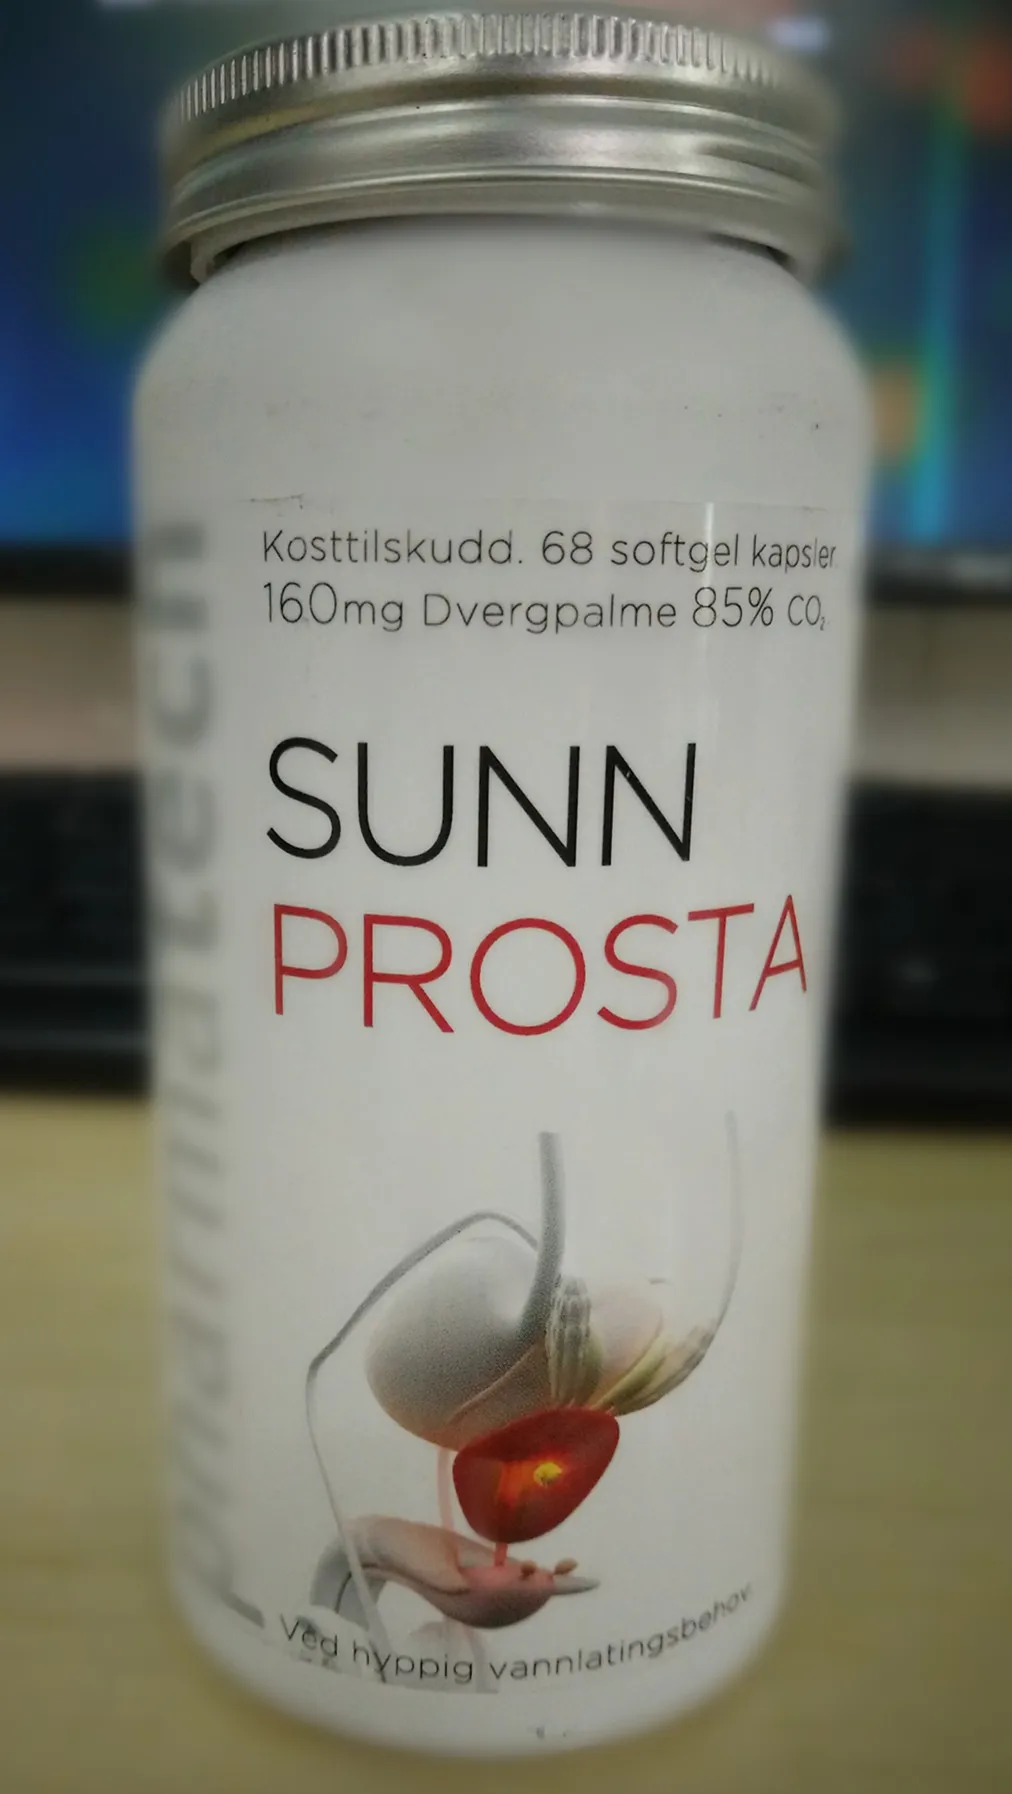 Kosttilskudd. 68 softgel kapsler
160mg Dvergpalme 85% CO₂
SUNN
PROSTA
Ved hyppig vannlatingsbehov